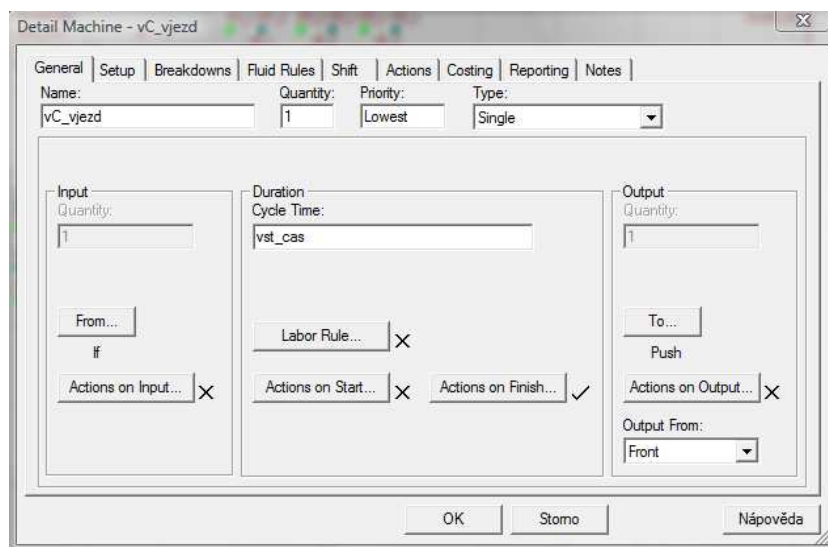 Detail Machine - vC_vjezd
General Setup Breakdowns Fluid Rules Shift Actions Costing Reporting Notes
Name: Quantity: Priority: Type:
vC_vjezd 1 Lowest Single
Input Duration Output
Quantity: Cycle Time: Quantity:
1 vst_cas 1
From... Labor Rule... To...
If Push
Actions on Input... Actions on Start... Actions on Finish... Actions on Output...
Output From:
Front
OK Storno Nápověda